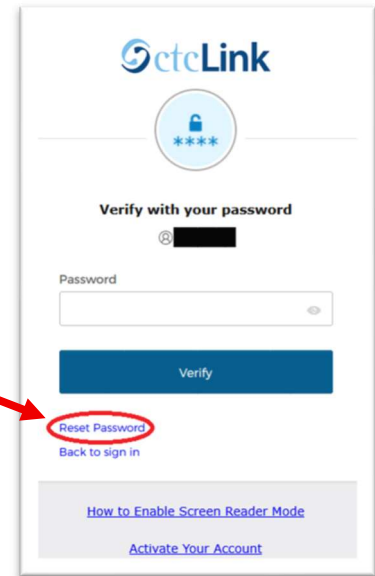 ctcLink
****
Verify with your password
Password
Verify
Reset Password
Back to sign in
How to Enable Screen Reader Mode
Activate Your Account